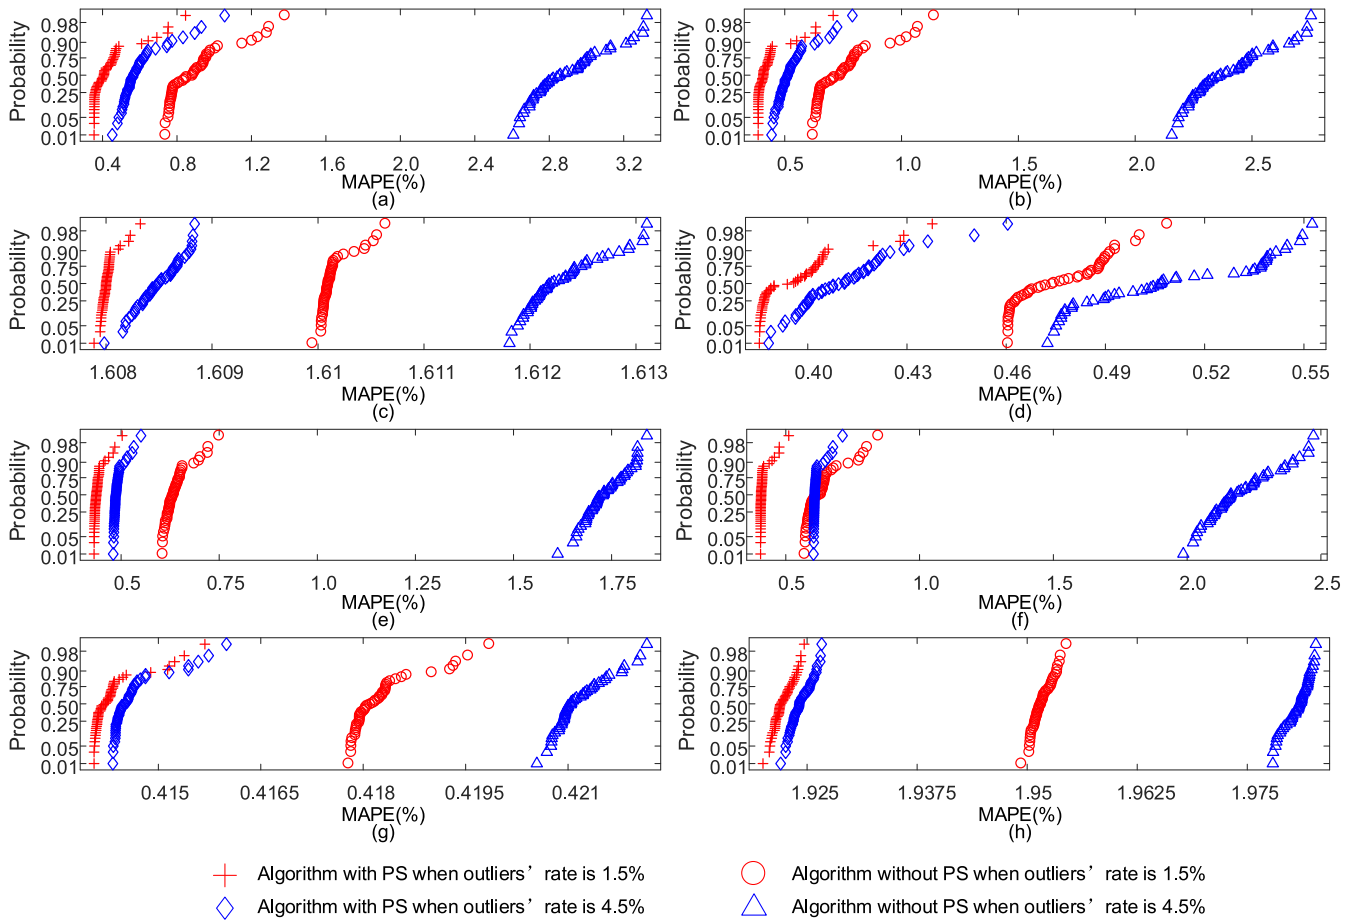 Probability
0.98
0.90
0.75
0.50
0.25
0.05
0.01
0.4 0.8 1.2 1.6 2.0 2.4 2.8 3.2
MAPE(%)
(a)
Probability
0.98
0.90
0.75
0.50
0.25
0.05
0.01
0.5 1.0 1.5 2.0 2.5
MAPE(%)
(b)
Probability
0.98
0.90
0.75
0.50
0.25
0.05
0.01
1.608 1.609 1.61 1.611 1.612 1.613
MAPE(%)
(c)
Probability
0.98
0.90
0.75
0.50
0.25
0.05
0.01
0.40 0.43 0.46 0.49 0.52 0.55
MAPE(%)
(d)
Probability
0.98
0.90
0.75
0.50
0.25
0.05
0.01
0.5 0.75 1.0 1.25 1.5 1.75
MAPE(%)
(e)
Probability
0.98
0.90
0.75
0.50
0.25
0.05
0.01
0.5 1.0 1.5 2.0 2.5
MAPE(%)
(f)
Probability
0.98
0.90
0.75
0.50
0.25
0.05
0.01
0.415 0.4165 0.418 0.4195 0.421
MAPE(%)
(g)
Probability
0.98
0.90
0.75
0.50
0.25
0.05
0.01
1.925 1.9375 1.95 1.9625 1.975
MAPE(%)
(h)
Algorithm with PS when outliers’ rate is 1.5%
Algorithm without PS when outliers’ rate is 1.5%
Algorithm with PS when outliers’ rate is 4.5%
Algorithm without PS when outliers’ rate is 4.5%